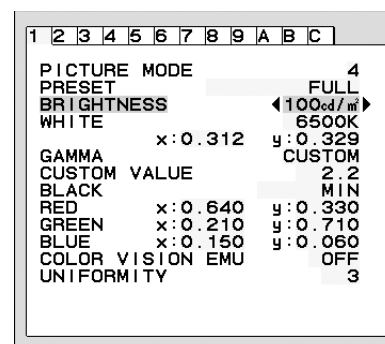 1 2 3 4 5 6 7 8 9 A B C
PICTURE MODE 4
PRESET FULL
BRIGHTNESS 100cd/㎡
WHITE 6500K
x:0.312 y:0.329
GAMMA CUSTOM
CUSTOM VALUE 2.2
BLACK MIN
RED x:0.640 y:0.330
GREEN x:0.210 y:0.710
BLUE x:0.150 y:0.060
COLOR VISION EMU OFF
UNIFORMITY 3